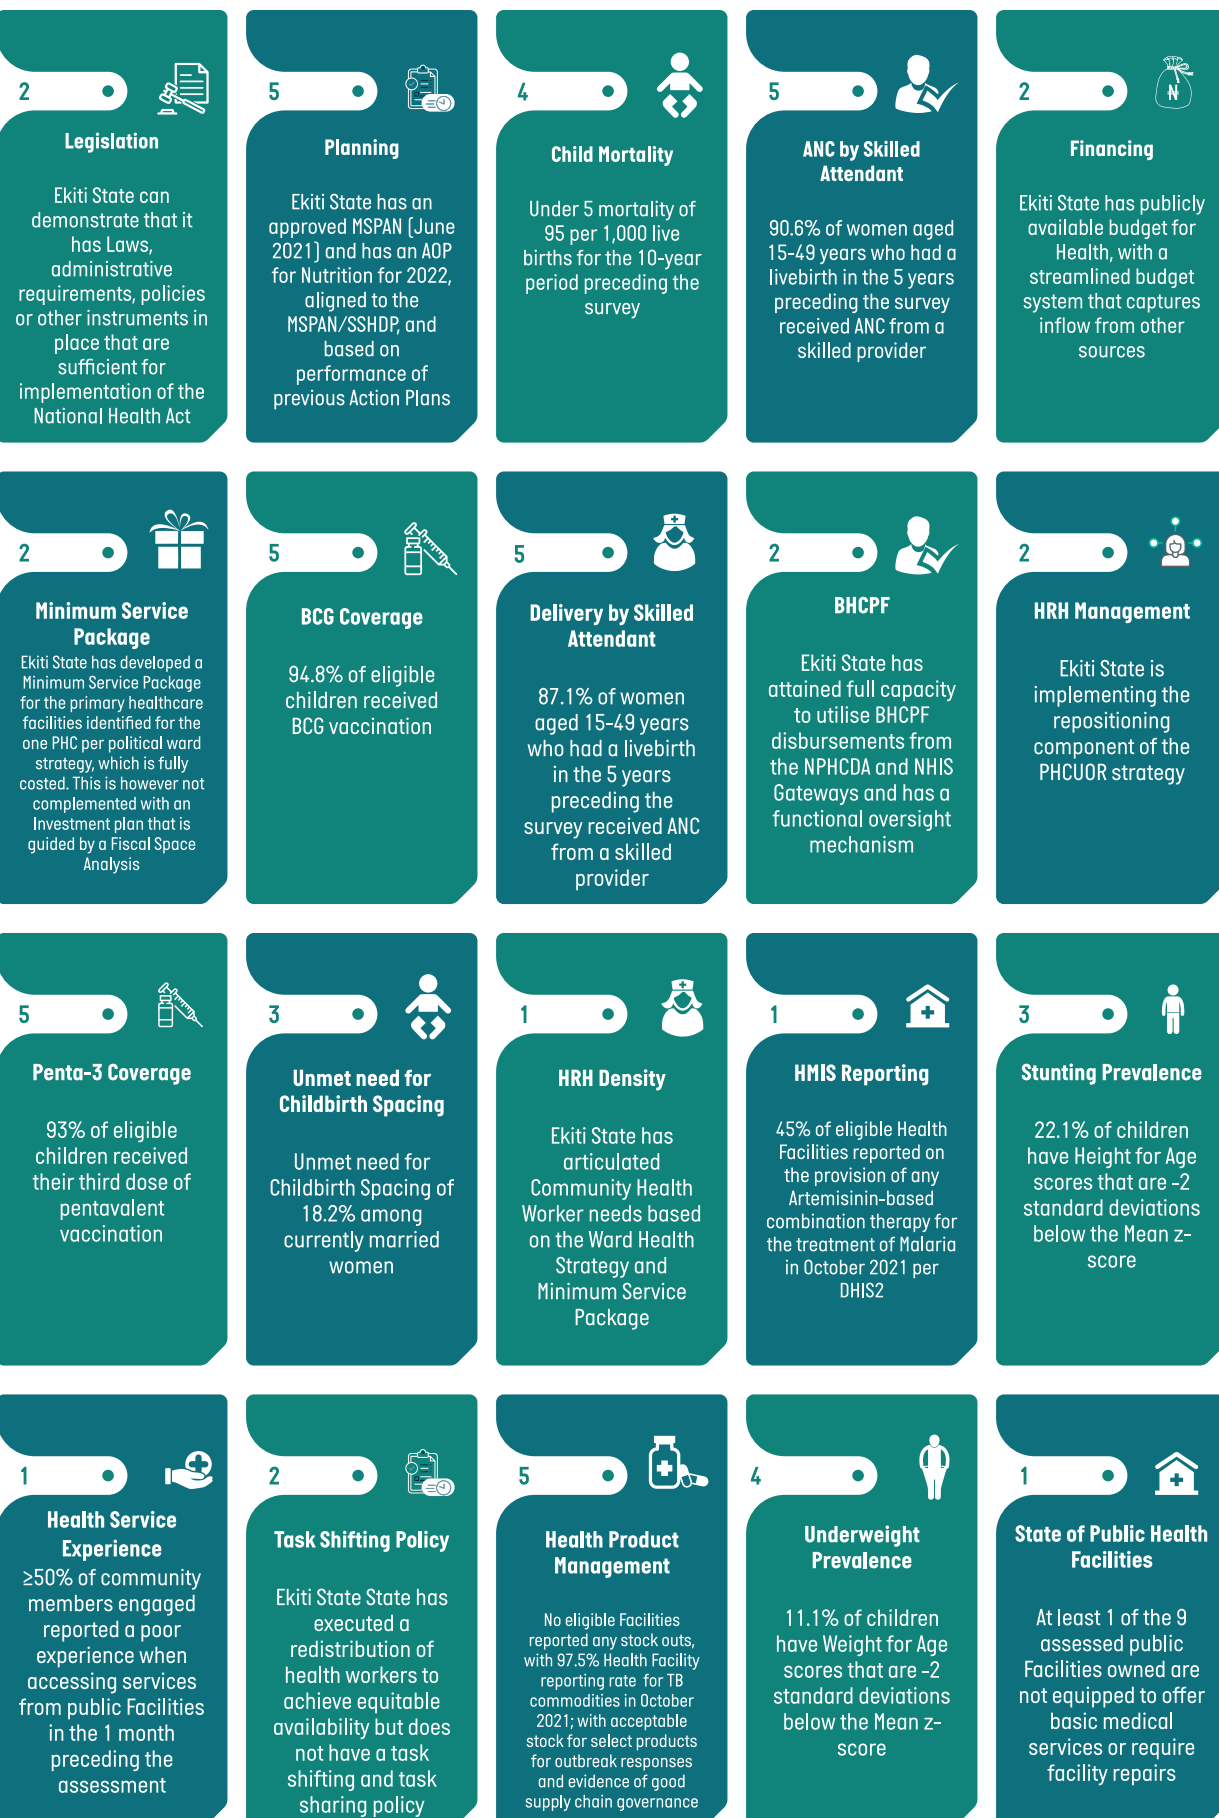 2
Legislation
Ekiti State can
demonstrate that it
has Laws,
administrative
requirements, policies
or other instruments in
place that are
sufficient for
implementation of the
National Health Act
5
Planning
Ekiti State has an
approved MSPAN (June
2021) and has an AOP
for Nutrition for 2022,
aligned to the
MSPAN/SSHDP, and
based on
performance of
previous Action Plans
4
Child Mortality
Under 5 mortality of
95 per 1,000 live
births for the 10-year
period preceding the
survey
5
ANC by Skilled
Attendant
90.6% of women aged
15-49 years who had a
livebirth in the 5 years
preceding the survey
received ANC from a
skilled provider
2
₦
Financing
Ekiti State has publicly
available budget for
Health, with a
streamlined budget
system that captures
inflow from other
sources
2
Minimum Service
Package
Ekiti State has developed a
Minimum Service Package
for the primary healthcare
facilities identified for the
one PHC per political ward
strategy, which is fully
costed. This is however not
complemented with an
Investment plan that is
guided by a Fiscal Space
Analysis
5
BCG Coverage
94.8% of eligible
children received
BCG vaccination
5
Delivery by Skilled
Attendant
87.1% of women
aged 15-49 years
who had a livebirth
in the 5 years
preceding the
survey received ANC
from a skilled
provider
2
BHCPF
Ekiti State has
attained full capacity
to utilise BHCPF
disbursements from
the NPHCDA and NHIS
Gateways and has a
functional oversight
mechanism
2
HRH Management
Ekiti State is
implementing the
repositioning
component of the
PHCUOR strategy
5
Penta-3 Coverage
93% of eligible
children received
their third dose of
pentavalent
vaccination
3
Unmet need for
Childbirth Spacing
Unmet need for
Childbirth Spacing of
18.2% among
currently married
women
1
HRH Density
Ekiti State has
articulated
Community Health
Worker needs based
on the Ward Health
Strategy and
Minimum Service
Package
1
HMIS Reporting
45% of eligible Health
Facilities reported on
the provision of any
Artemisinin-based
combination therapy for
the treatment of Malaria
in October 2021 per
DHIS2
3
Stunting Prevalence
22.1% of children
have Height for Age
scores that are -2
standard deviations
below the Mean z-
score
1
Health Service
Experience
≥50% of community
members engaged
reported a poor
experience when
accessing services
from public Facilities
in the 1 month
preceding the
assessment
2
Task Shifting Policy
Ekiti State State has
executed a
redistribution of
health workers to
achieve equitable
availability but does
not have a task
shifting and task
sharing policy
5
Health Product
Management
No eligible Facilities
reported any stock outs,
with 97.5% Health Facility
reporting rate for TB
commodities in October
2021; with acceptable
stock for select products
for outbreak responses
and evidence of good
supply chain governance
4
Underweight
Prevalence
11.1% of children
have Weight for Age
scores that are -2
standard deviations
below the Mean z-
score
1
State of Public Health
Facilities
At least 1 of the 9
assessed public
Facilities owned are
not equipped to offer
basic medical
services or require
facility repairs